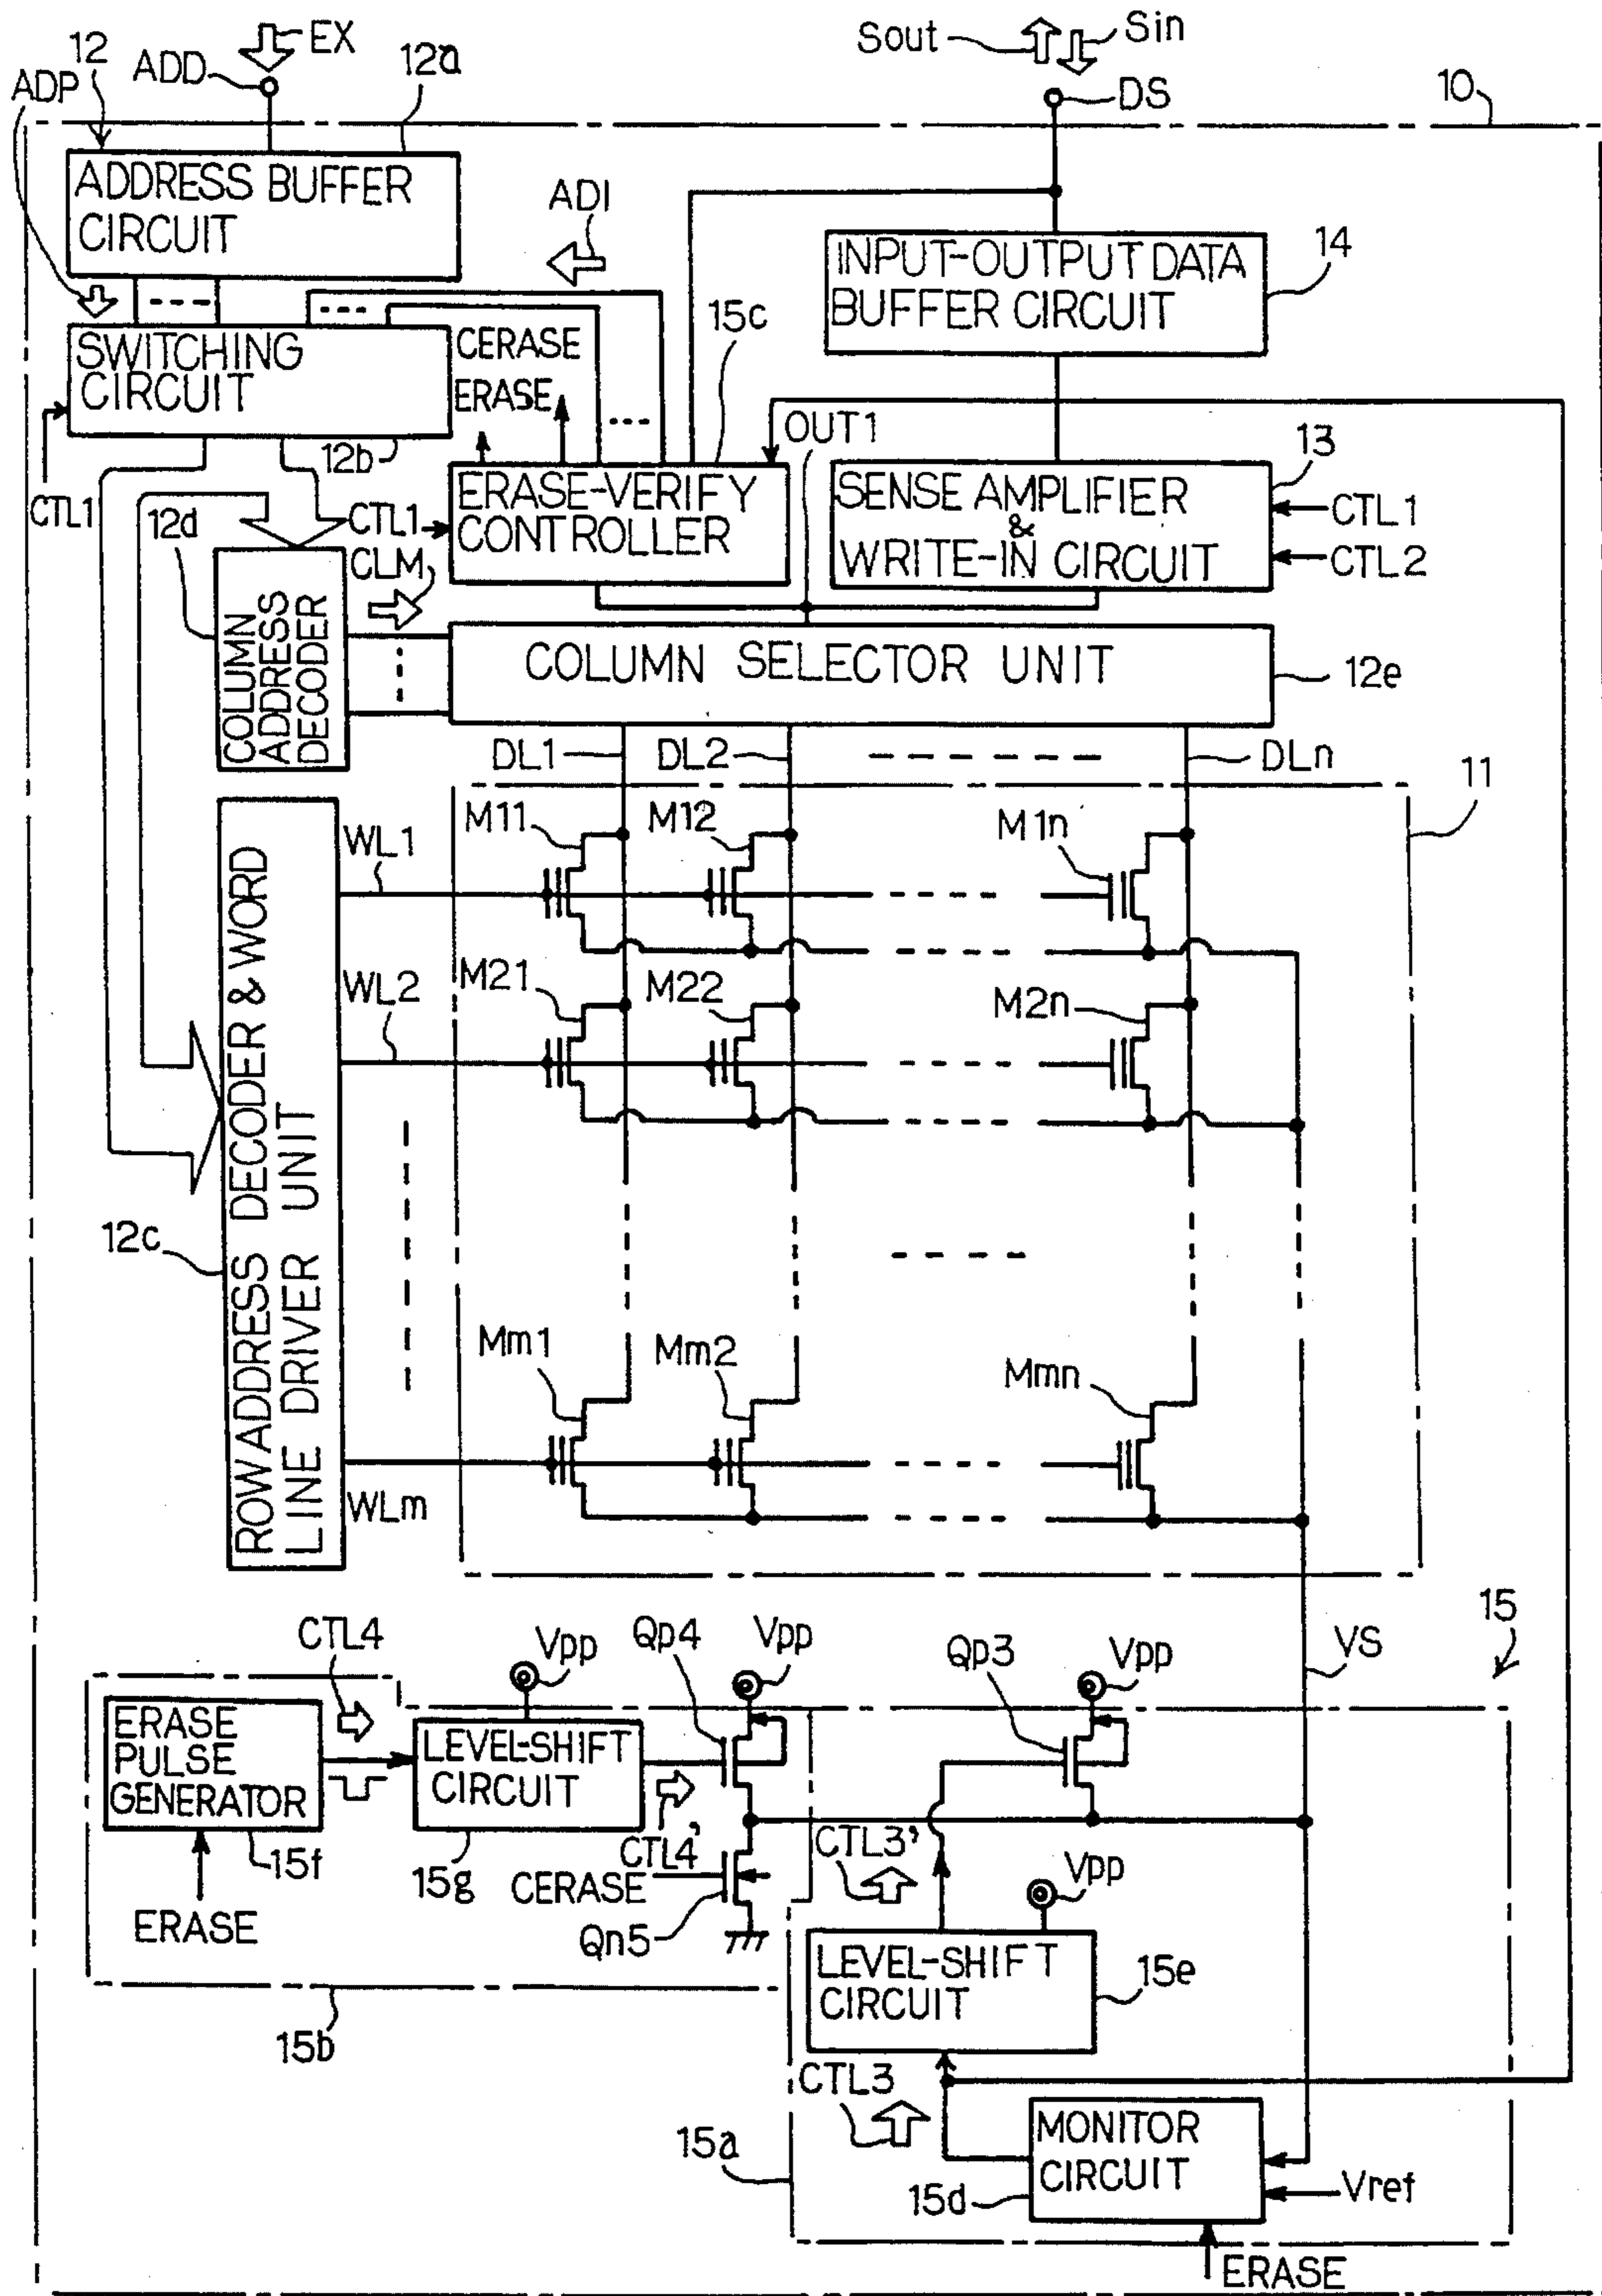 EX
Sout
Sin
12
ADD
12a
ADP
DS
10
ADDRESS BUFFER
CIRCUIT
ADI
INPUT-OUTPUT DATA
BUFFER CIRCUIT
14
SWITCHING
CIRCUIT
CERASE
ERASE
15c
OUT1
12b
13
CTL1
12d
CTL1
ERASE-VERIFY
CONTROLLER
SENSE AMPLIFIER
&
WRITE-IN CIRCUIT
CTL1
CTL2
CLM
COLUMN
ADDRESS
DECODER
COLUMN SELECTOR UNIT
12e
DL1
DL2
DLn
11
M11
M12
M1n
WL1
M21
M22
M2n
WL2
ROW ADDRESS DECODER & WORD
LINE DRIVER UNIT
12c
Mm1
Mm2
Mmn
WLm
CTL4
Vpp
Qp4
Vpp
Qp3
Vpp
VS
15
ERASE
PULSE
GENERATOR
LEVEL-SHIFT
CIRCUIT
15f
15g
CTL4'
CTL3'
Vpp
CERASE
ERASE
Qn5
LEVEL-SHIFT
CIRCUIT
15e
15b
CTL3
MONITOR
CIRCUIT
15a
15d
Vref
ERASE